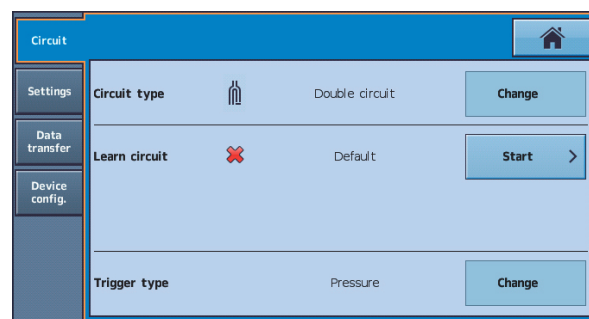 Circuit
Settings
Data
transfer
Device
config.
Circuit type Double circuit Change
Learn circuit Default Start
Trigger type Pressure Change